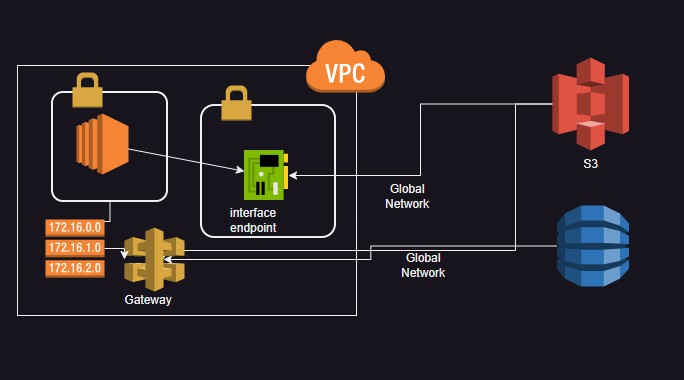 VPC
S3
Global
Network
interface
endpoint
172.16.0.0
172.16.1.0
172.16.2.0
Global
Network
Gateway